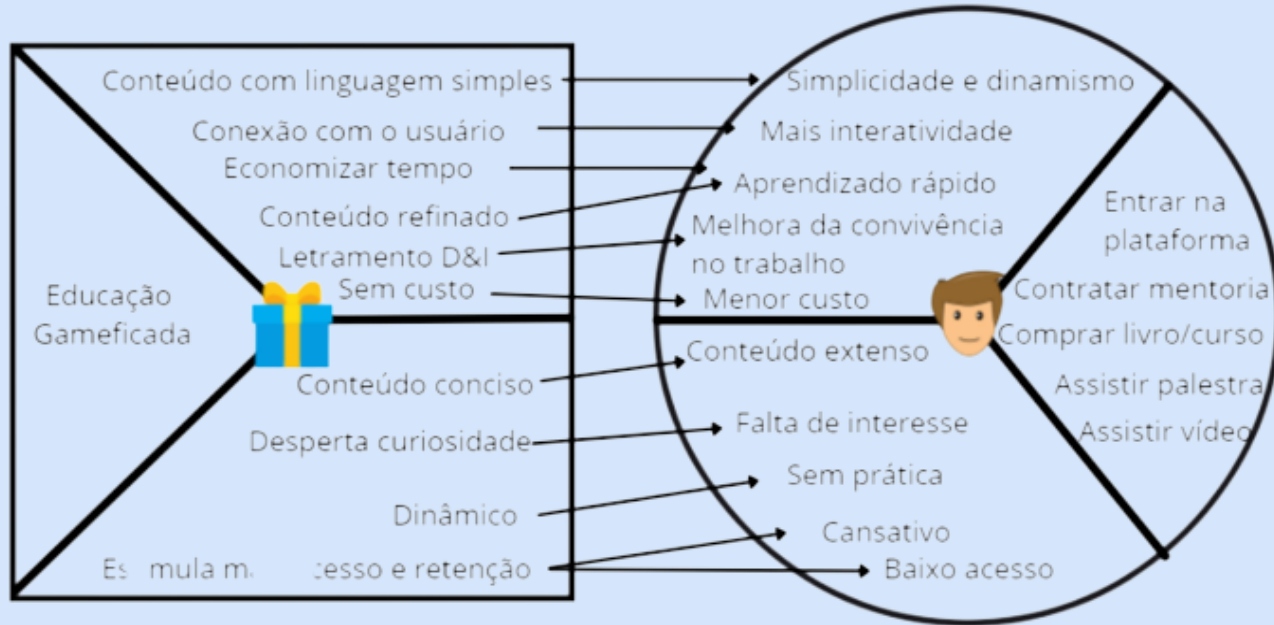 Conteúdo com linguagem simples
Conexão com o usuário
Economizar tempo
Conteúdo refinado
Letramento D&I
Sem custo
Educação
Gameficada
Conteúdo conciso
Desperta curiosidade
Dinâmico
e retenção
Simplicidade e dinamismo
Mais interatividade
Aprendizado rápido
Melhora da convivência
no trabalho
Menor custo
Conteúdo extenso
Falta de interesse
Sem prática
Cansativo
Baixo acesso
Entrar na
plataforma
Contratar mentoria
Comprar livro/curso
Assistir palestra
Assistir vídeo